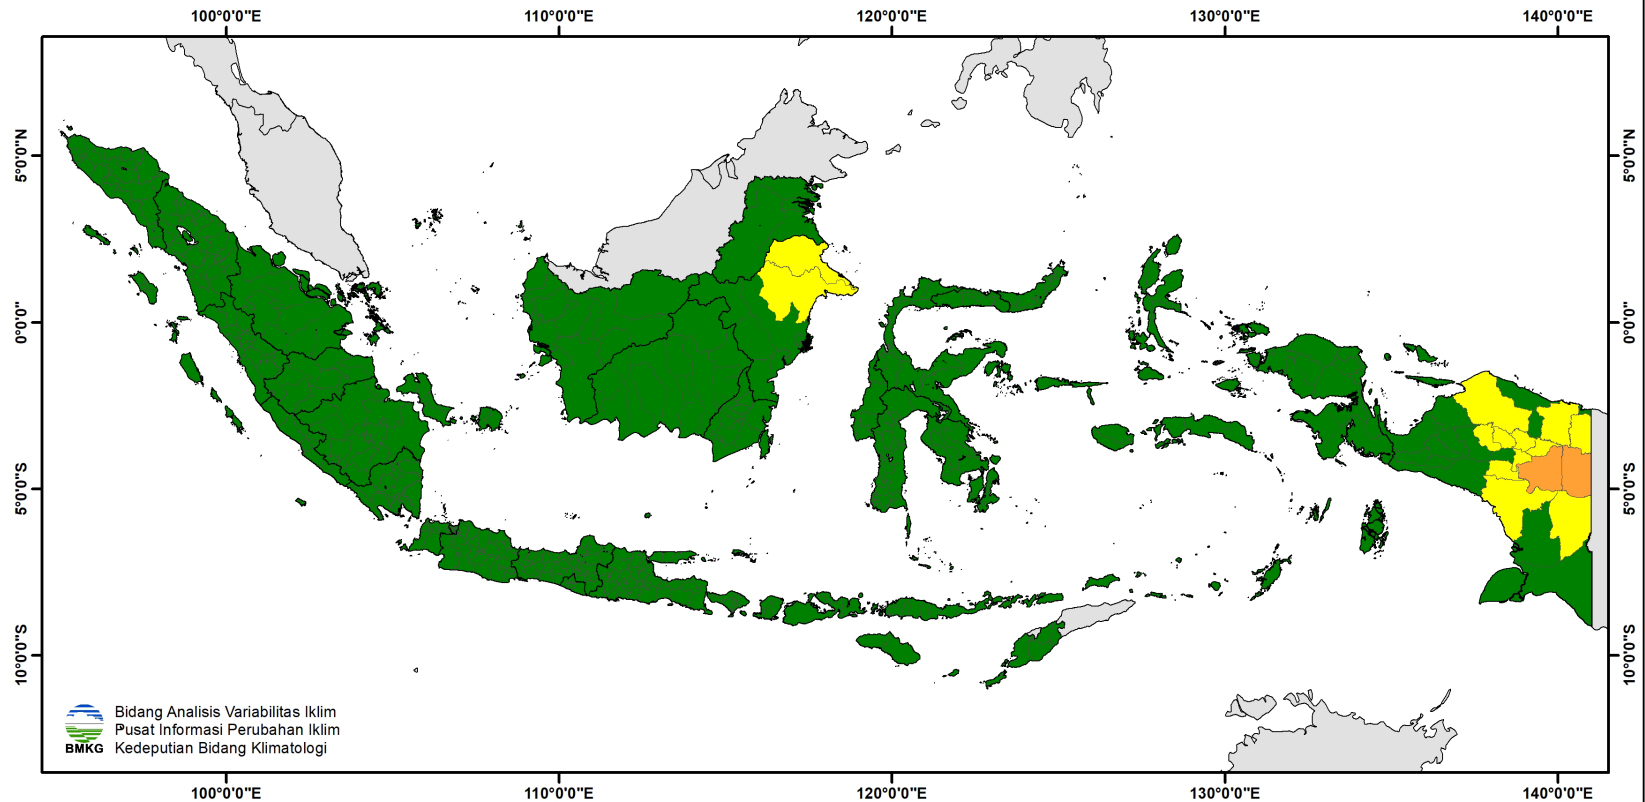 100°0'0"E 110°0'0"E 120°0'0"E 130°0'0"E 140°0'0"E
5°0'0"N 5°0'0"N
0°0'0" 0°0'0"
5°0'0"S 5°0'0"S
10°0'0"S 10°0'0"S
Bidang Analisis Variabilitas Iklim
Pusat Informasi Perubahan Iklim
BMKG Kedeputian Bidang Klimatologi
100°0'0"E 110°0'0"E 120°0'0"E 130°0'0"E 140°0'0"E